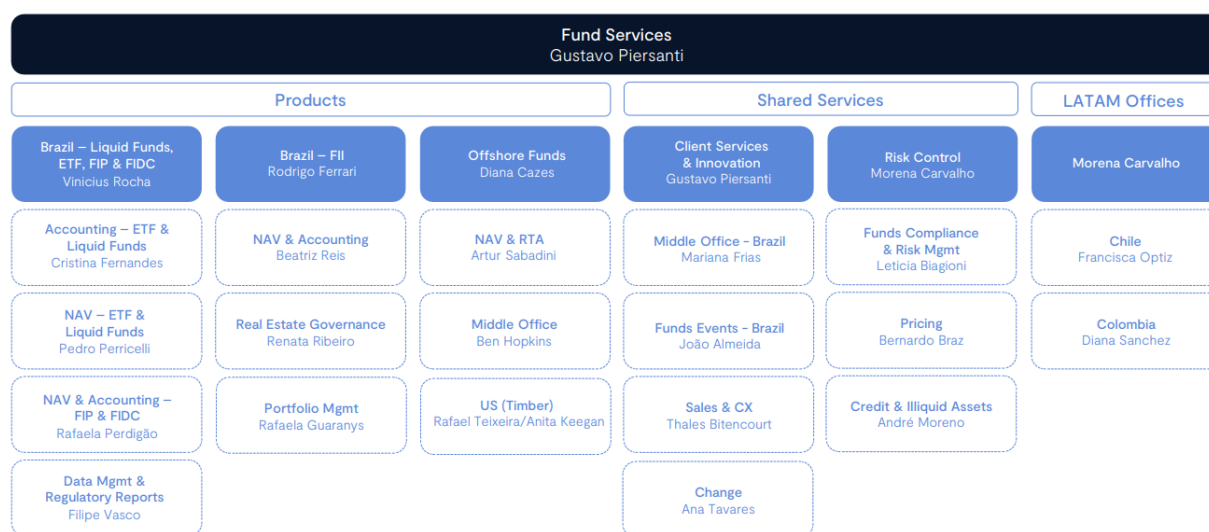 Fund Services
Gustavo Piersanti
Products
Shared Services
LATAM Offices
Brazil – Liquid Funds,
ETF, FIP & FIDC
Vinicius Rocha
Brazil – FII
Rodrigo Ferrari
Offshore Funds
Diana Cazes
Client Services
& Innovation
Gustavo Piersanti
Risk Control
Morena Carvalho
Morena Carvalho
Accounting – ETF &
Liquid Funds
Cristina Fernandes
NAV & Accounting
Beatriz Reis
NAV & RTA
Artur Sabadini
Middle Office - Brazil
Mariana Frias
Funds Compliance
& Risk Mgmt
Leticia Biagioni
Chile
Francisca Optiz
NAV – ETF &
Liquid Funds
Pedro Perricelli
Real Estate Governance
Renata Ribeiro
Middle Office
Ben Hopkins
Funds Events - Brazil
João Almeida
Pricing
Bernardo Braz
Colombia
Diana Sanchez
NAV & Accounting –
FIP & FIDC
Rafaela Perdigão
Portfolio Mgmt
Rafaela Guaranys
US (Timber)
Rafael Teixeira/Anita Keegan
Sales & CX
Thales Bitencourt
Credit & Illiquid Assets
André Moreno
Data Mgmt &
Regulatory Reports
Filipe Vasco
Change
Ana Tavares